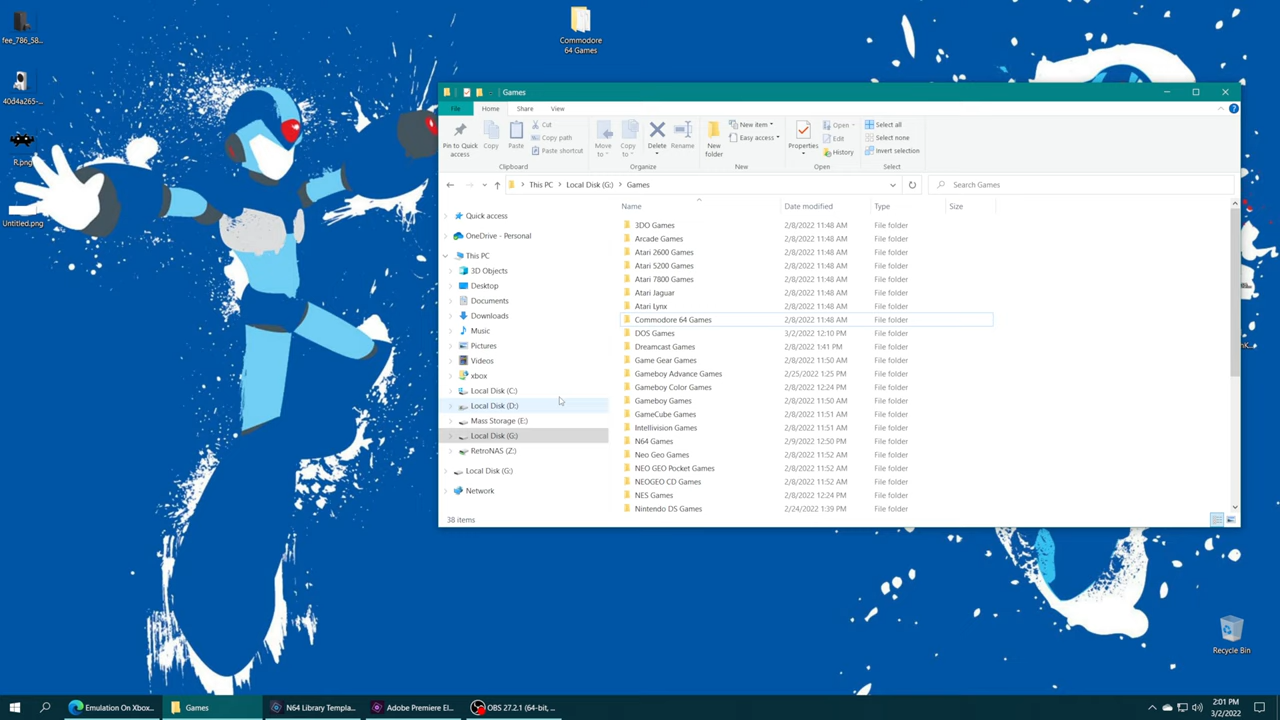 fee_786_58...
40d4a265-...
R.png
Untitled.png
Commodore
64 Games
Games
File
Home
Share
View
Pin to Quick
access
Copy
Paste
Cut
Copy path
Paste shortcut
Clipboard
Move
to
Copy
to
Delete
Rename
Organize
New
folder
New item
Easy access
New
Properties
Open
Edit
History
Open
Select all
Select none
Invert selection
Select
This PC > Local Disk (G:) > Games
Search Games
Quick access
OneDrive - Personal
This PC
3D Objects
Desktop
Documents
Downloads
Music
Pictures
Videos
xbox
Local Disk (C:)
Local Disk (D:)
Mass Storage (E:)
Local Disk (G:)
RetroNAS (Z:)
Local Disk (G:)
Network
Name Date modified Type Size
3DO Games 2/8/2022 11:48 AM File folder
Arcade Games 2/8/2022 11:48 AM File folder
Atari 2600 Games 2/8/2022 11:48 AM File folder
Atari 5200 Games 2/8/2022 11:48 AM File folder
Atari 7800 Games 2/8/2022 11:48 AM File folder
Atari Jaguar 2/8/2022 11:48 AM File folder
Atari Lynx 2/8/2022 11:48 AM File folder
Commodore 64 Games 2/8/2022 11:48 AM File folder
DOS Games 3/2/2022 12:10 PM File folder
Dreamcast Games 2/8/2022 1:41 PM File folder
Game Gear Games 2/8/2022 11:50 AM File folder
Gameboy Advance Games 2/25/2022 1:25 PM File folder
Gameboy Color Games 2/8/2022 12:24 PM File folder
Gameboy Games 2/8/2022 11:51 AM File folder
GameCube Games 2/8/2022 11:51 AM File folder
Intellivision Games 2/8/2022 11:51 AM File folder
N64 Games 2/9/2022 12:50 PM File folder
Neo Geo Games 2/8/2022 11:52 AM File folder
NEO GEO Pocket Games 2/8/2022 11:52 AM File folder
NEOGEO CD Games 2/8/2022 11:52 AM File folder
NES Games 2/8/2022 12:24 PM File folder
Nintendo DS Games 2/24/2022 1:39 PM File folder
38 items
Recycle Bin
Emulation On Xbox...
Games
N64 Library Templa...
Adobe Premiere El...
OBS 27.2.1 (64-bit, ...
2:01 PM
3/2/2022